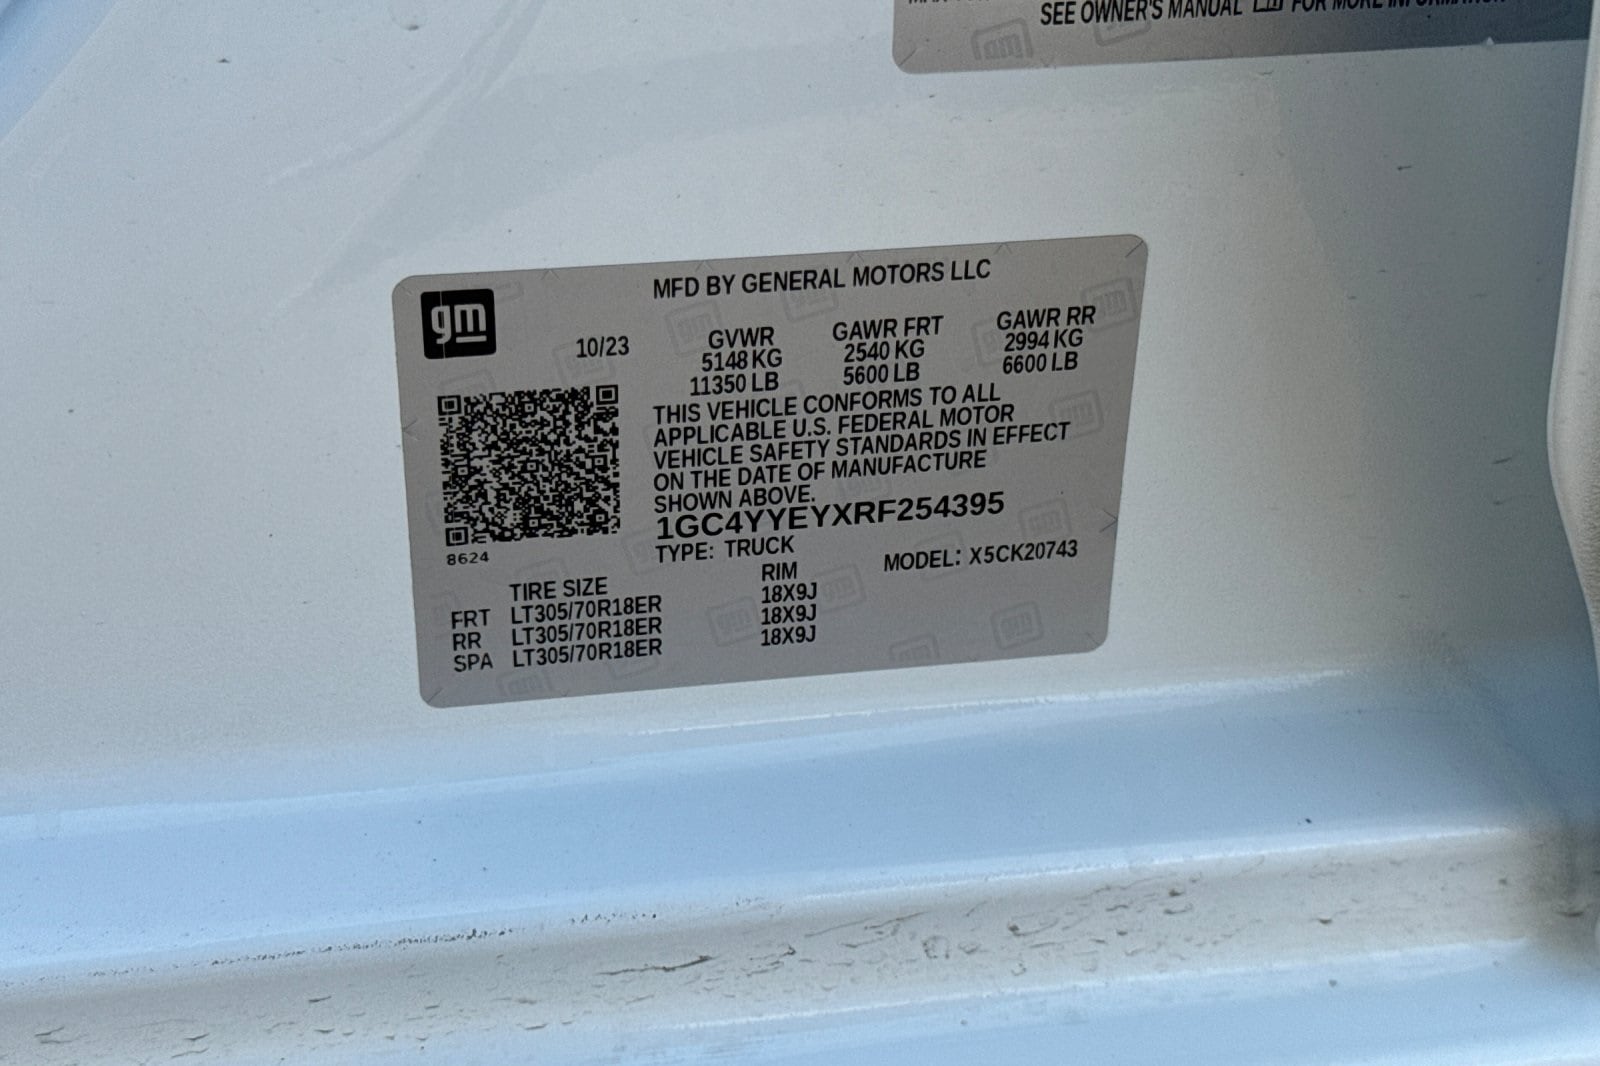 SEE OWNER'S MANUAL FOR MORE INFORMATION
MFD BY GENERAL MOTORS LLC
gm
10/23
GVWR GAWR FRT GAWR RR
5148 KG 2540 KG 2994 KG
11350 LB 5600 LB 6600 LB
THIS VEHICLE CONFORMS TO ALL
APPLICABLE U.S. FEDERAL MOTOR
VEHICLE SAFETY STANDARDS IN EFFECT
ON THE DATE OF MANUFACTURE
SHOWN ABOVE.
1GC4YYEYXRF254395
8624
TYPE: TRUCK MODEL: X5CK20743
TIRE SIZE RIM
FRT LT305/70R18ER 18X9J
RR LT305/70R18ER 18X9J
SPA LT305/70R18ER 18X9J